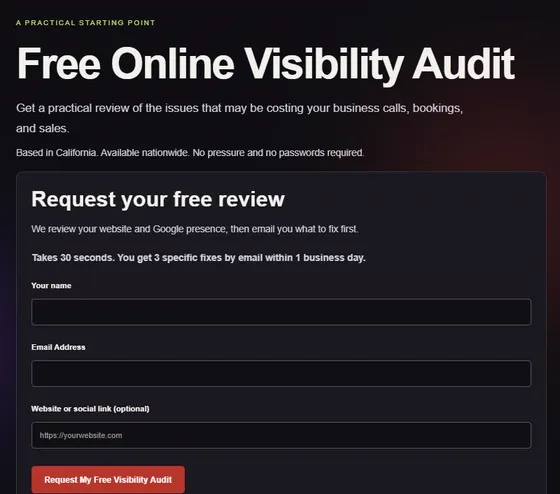 A PRACTICAL STARTING POINT
Free Online Visibility Audit
Get a practical review of the issues that may be costing your business calls, bookings,
and sales.
Based in California. Available nationwide. No pressure and no passwords required.
Request your free review
We review your website and Google presence, then email you what to fix first.
Takes 30 seconds. You get 3 specific fixes by email within 1 business day.
Your name
Email Address
Website or social link (optional)
https://yourwebsite.com
Request My Free Visibility Audit